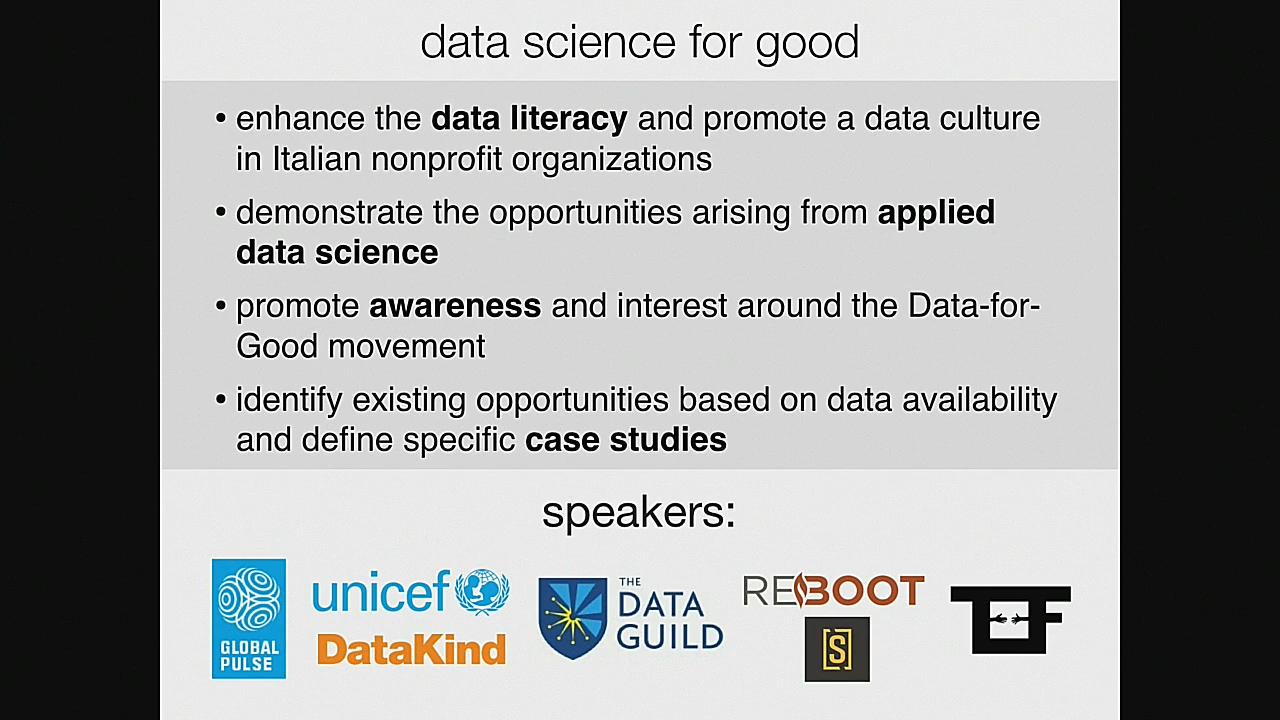 data science for good
• enhance the data literacy and promote a data culture
in Italian nonprofit organizations
• demonstrate the opportunities arising from applied
data science
• promote awareness and interest around the Data-for-
Good movement
• identify existing opportunities based on data availability
and define specific case studies
speakers:
GLOBAL
PULSE
unicef
DataKind
THE
DATA
GUILD
REBOOT
[S]
TOF